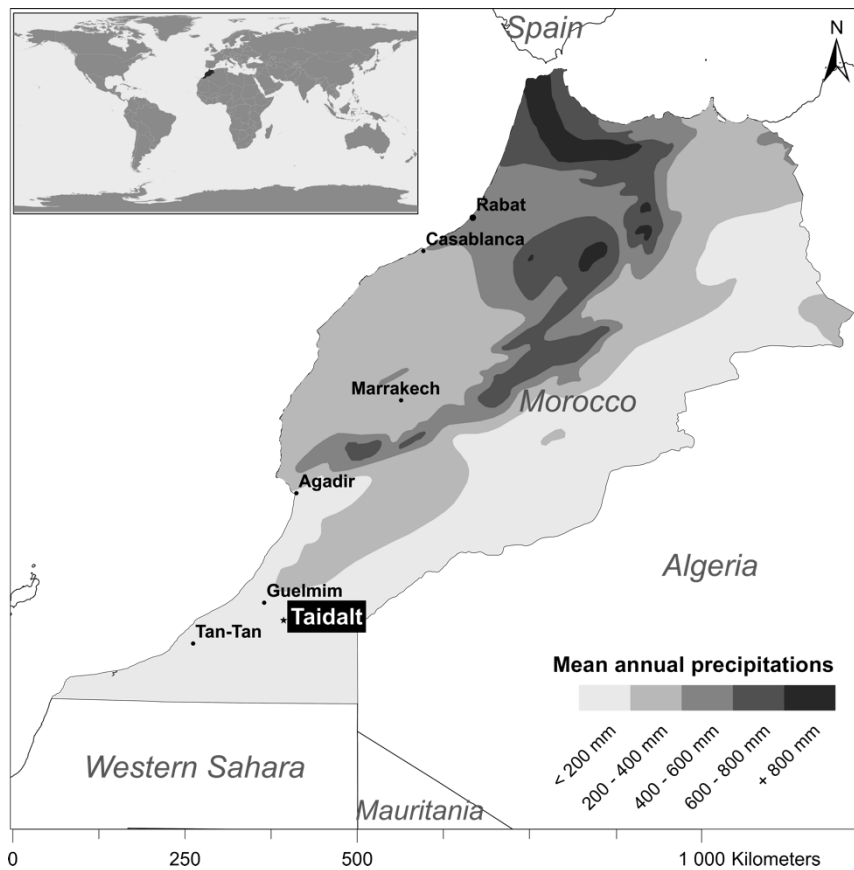 Spain
N
Rabat
Casablanca
Marrakech
Morocco
Agadir
Algeria
Guelmim
Taidalt
Tan-Tan
Mean annual precipitations
< 200 mm
200 - 400 mm
400 - 600 mm
600 - 800 mm
+ 800 mm
Western Sahara
Mauritania
0 250 500 1 000 Kilometers